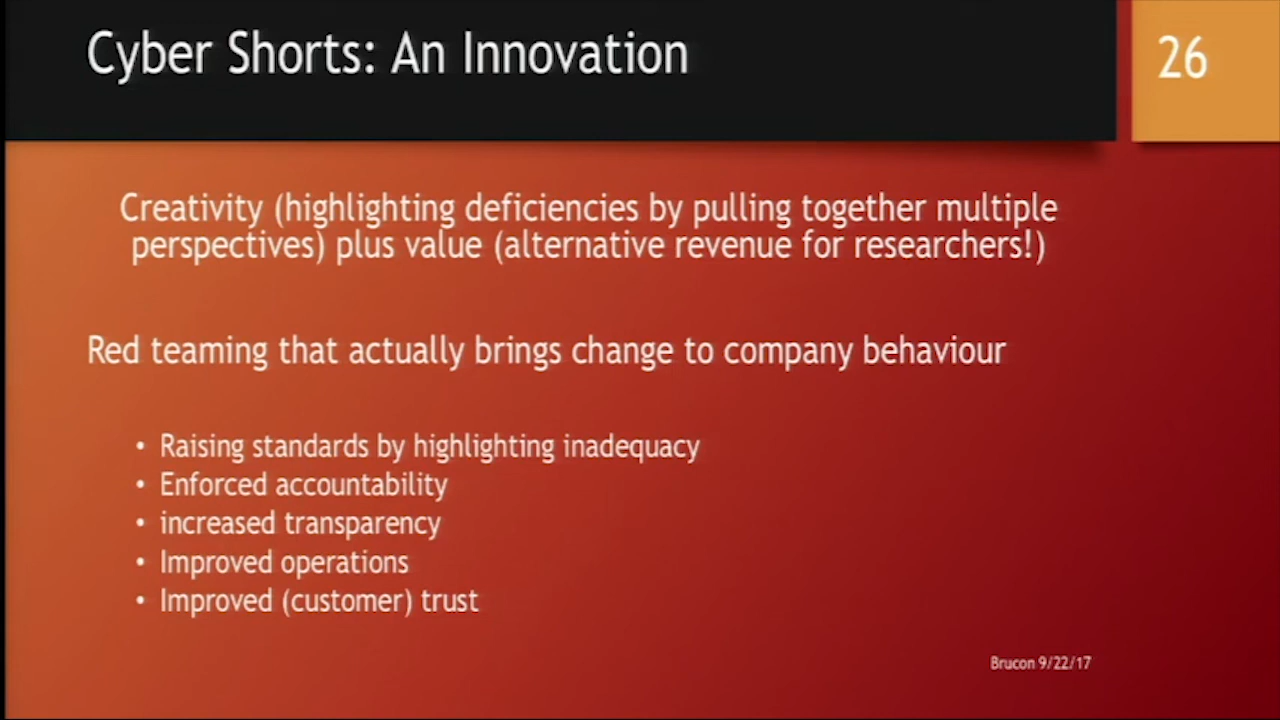 Cyber Shorts: An Innovation
26
Creativity (highlighting deficiencies by pulling together multiple
perspectives) plus value (alternative revenue for researchers!)
Red teaming that actually brings change to company behaviour
• Raising standards by highlighting inadequacy
• Enforced accountability
• increased transparency
• Improved operations
• Improved (customer) trust
Brucon 9/22/17